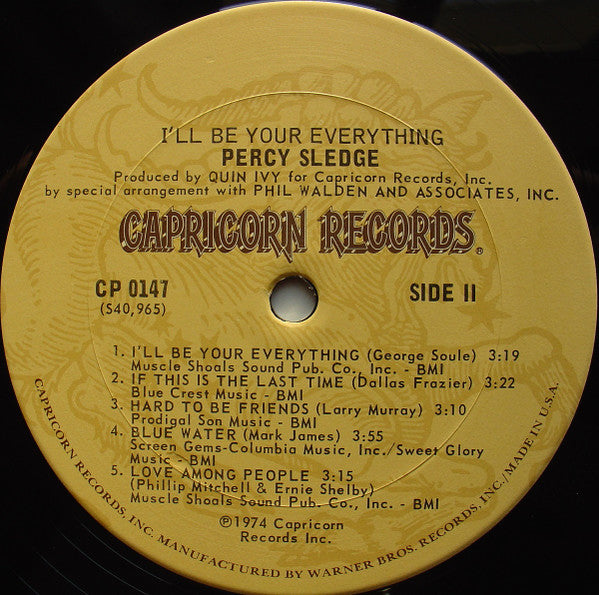 I'LL BE YOUR EVERYTHING
PERCY SLEDGE
Produced by QUIN IVY for Capricorn Records, Inc.
by special arrangement with PHIL WALDEN AND ASSOCIATES, INC.
CAPRICORN RECORDS®
CP 0147
(S40,965)
SIDE II
1. I'LL BE YOUR EVERYTHING (George Soule) 3:19
Muscle Shoals Sound Pub. Co., Inc. - BMI
2. IF THIS IS THE LAST TIME (Dallas Frazier) 3:22
Blue Crest Music - BMI
3. HARD TO BE FRIENDS (Larry Murray) 3:10
Prodigal Son Music - BMI
4. BLUE WATER (Mark James) 3:55
Screen Gems-Columbia Music, Inc./Sweet Glory
Music - BMI
5. LOVE AMONG PEOPLE 3:15
(Phillip Mitchell & Ernie Shelby)
Muscle Shoals Sound Pub. Co., Inc. - BMI
℗1974 Capricorn
Records Inc.
CAPRICORN RECORDS, INC. MANUFACTURED BY WARNER BROS. RECORDS, INC./MADE IN U.S.A.